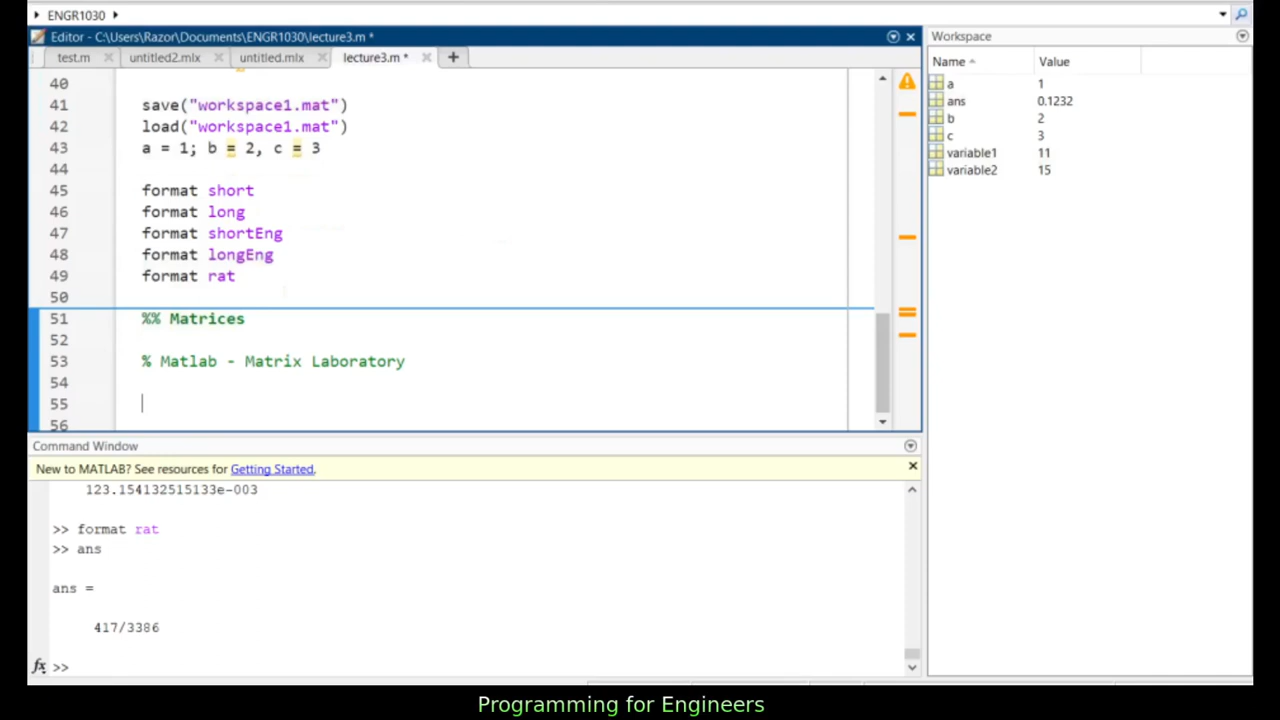 ENGR1030
Editor - C:\Users\Razor\Documents\ENGR1030\lecture3.m *
test.m untitled2.mlx untitled.mlx lecture3.m *
40
41 save("workspace1.mat")
42 load("workspace1.mat")
43 a = 1; b = 2, c = 3
44
45 format short
46 format long
47 format shortEng
48 format longEng
49 format rat
50
51 %% Matrices
52
53 % Matlab - Matrix Laboratory
54
55
56
Workspace
Name Value
a 1
ans 0.1232
b 2
c 3
variable1 11
variable2 15
Command Window
New to MATLAB? See resources for Getting Started.
123.154132515133e-003
>> format rat
>> ans
ans =
417/3386
fx >>
Programming for Engineers